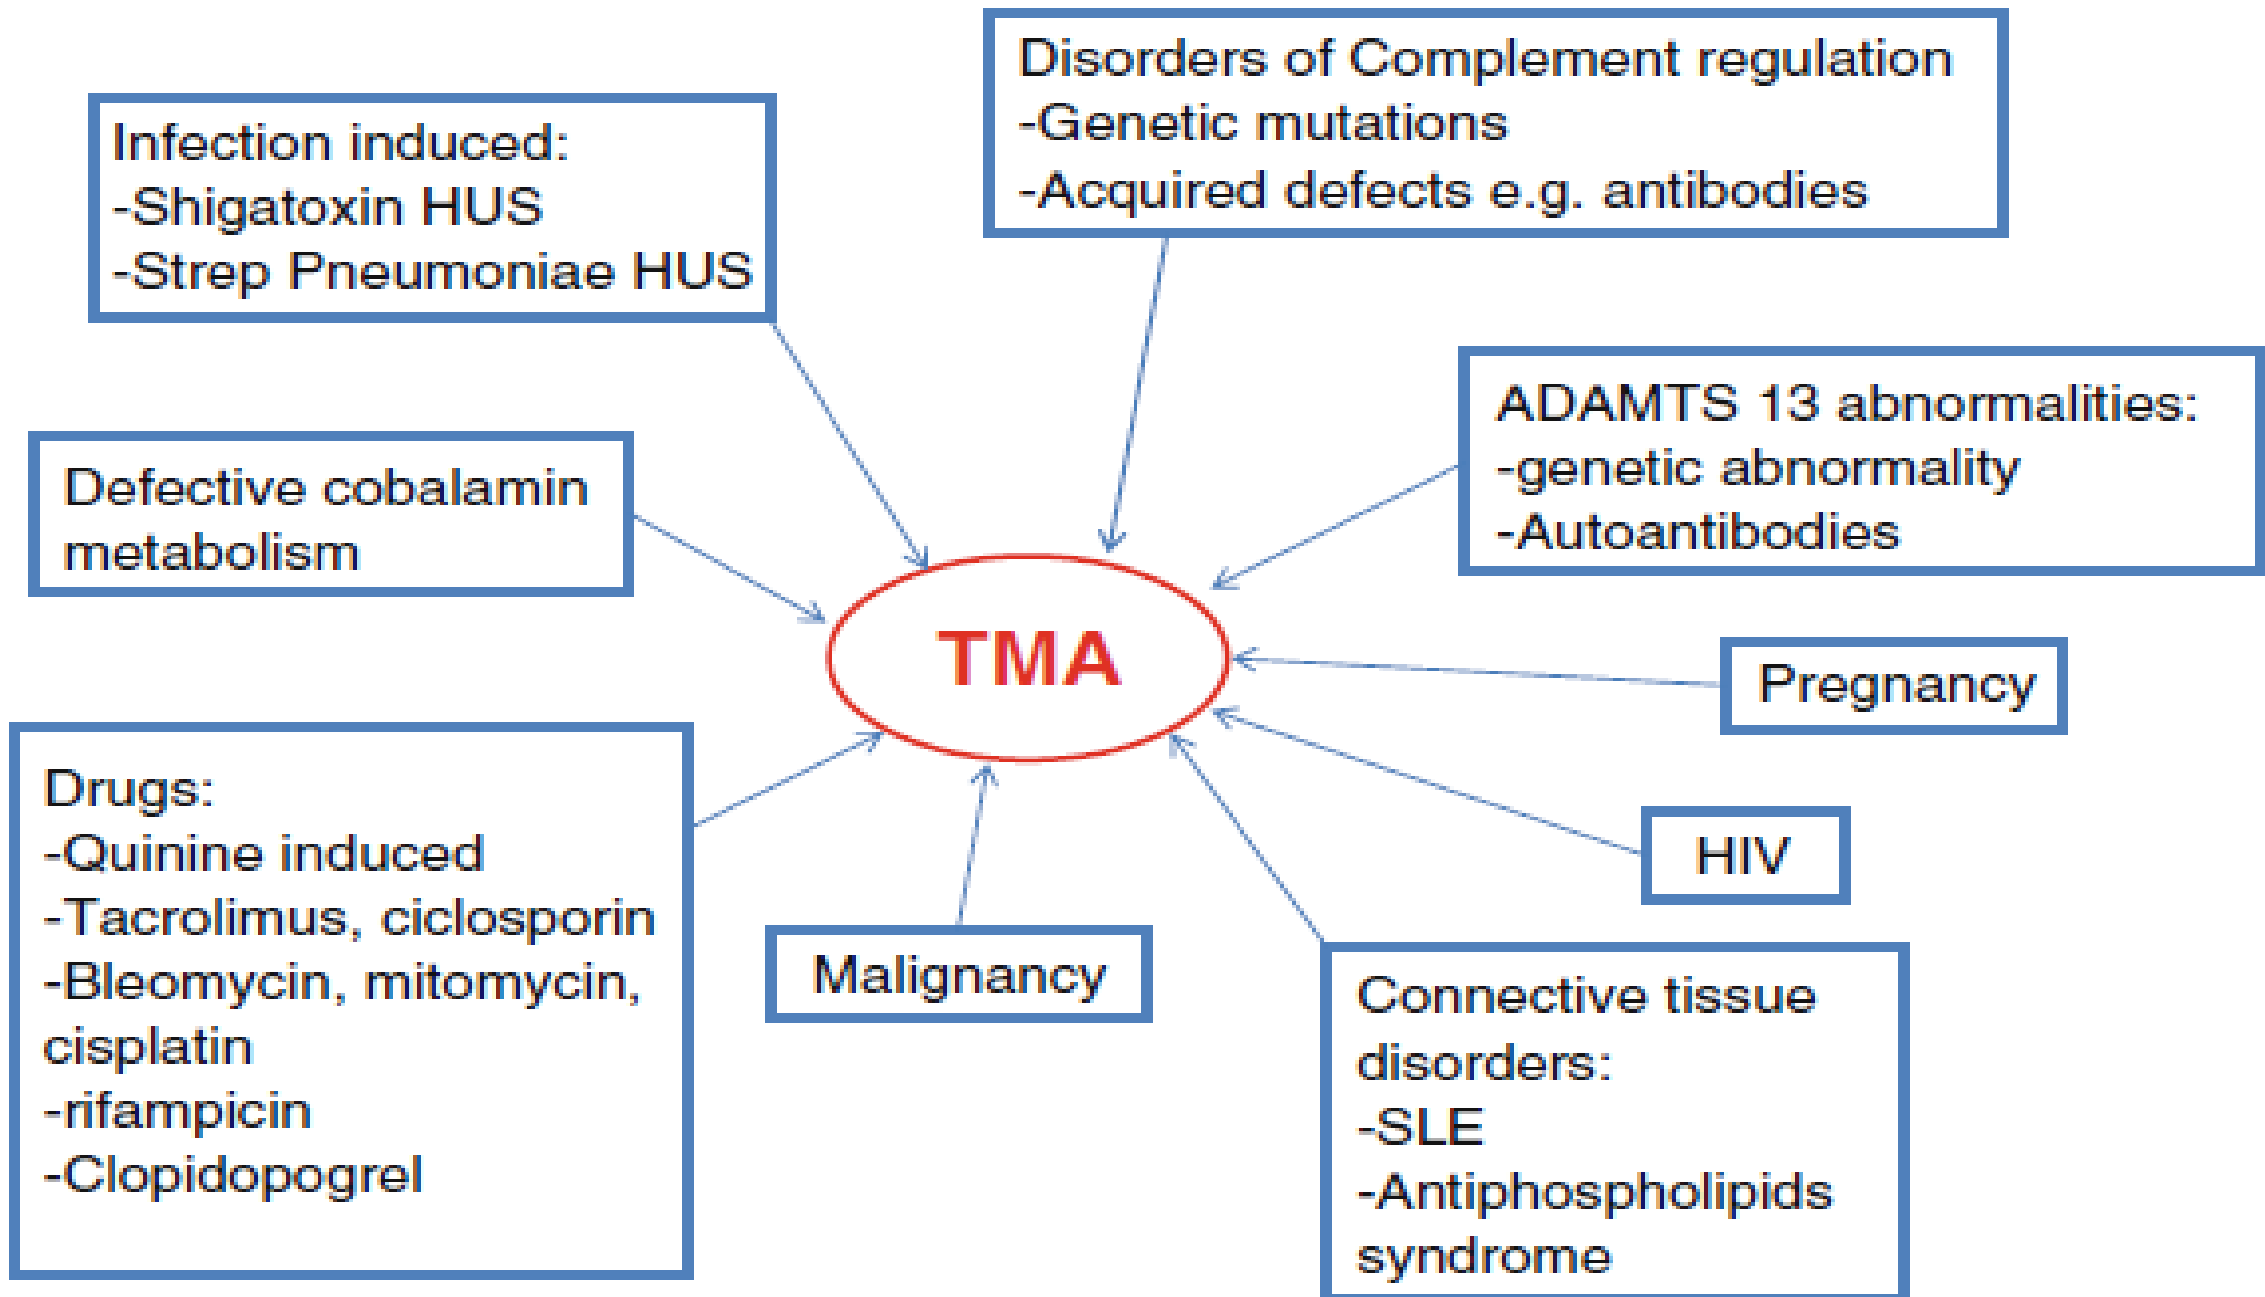 Disorders of Complement regulation
-Genetic mutations
-Acquired defects e.g. antibodies
Infection induced:
-Shigatoxin HUS
-Strep Pneumoniae HUS
ADAMTS 13 abnormalities:
-genetic abnormality
-Autoantibodies
Defective cobalamin
metabolism
TMA
Pregnancy
Drugs:
-Quinine induced
-Tacrolimus, ciclosporin
-Bleomycin, mitomycin,
cisplatin
-rifampicin
-Clopidopogrel
HIV
Malignancy
Connective tissue
disorders:
-SLE
-Antiphospholipids
syndrome